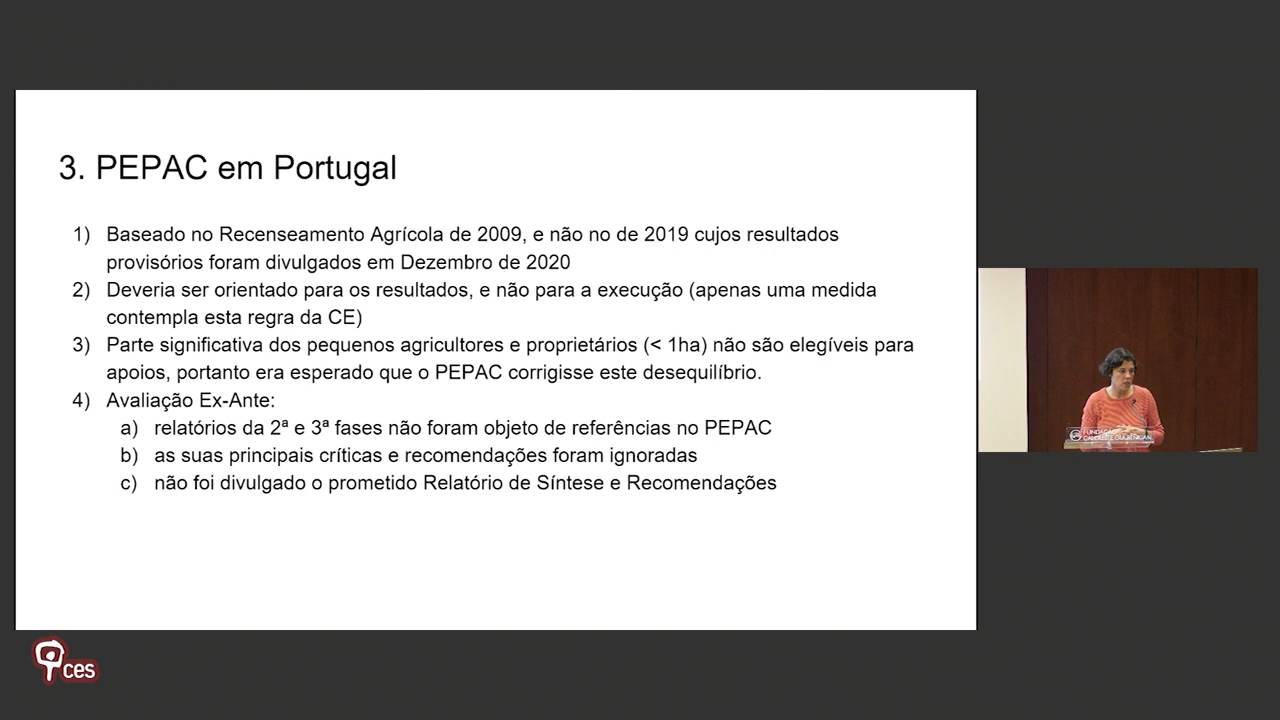 3. PEPAC em Portugal
1) Baseado no Recenseamento Agrícola de 2009, e não no de 2019 cujos resultados
provisórios foram divulgados em Dezembro de 2020
2) Deveria ser orientado para os resultados, e não para a execução (apenas uma medida
contempla esta regra da CE)
3) Parte significativa dos pequenos agricultores e proprietários (< 1ha) não são elegíveis para
apoios, portanto era esperado que o PEPAC corrigisse este desequilíbrio.
4) Avaliação Ex-Ante:
a) relatórios da 2ª e 3ª fases não foram objeto de referências no PEPAC
b) as suas principais críticas e recomendações foram ignoradas
c) não foi divulgado o prometido Relatório de Síntese e Recomendações
FUNDAÇÃO
CALOUSTE GULBENKIAN
ces